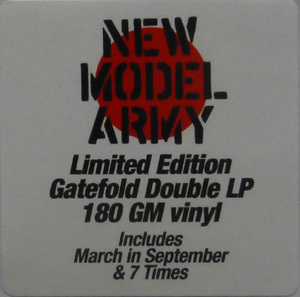 NEW
MODEL
ARMY
Limited Edition
Gatefold Double LP
180 GM vinyl
Includes
March in September
& 7 Times